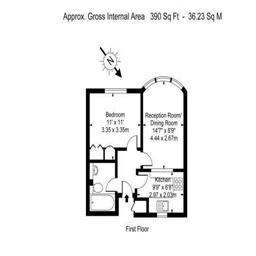 Approx. Gross Internal Area 390 Sq Ft - 36.23 Sq M
N
Bedroom
11' x 11'
3.35 x 3.35m
Reception Room/
Dining Room
14'7" x 8'9"
4.44 x 2.67m
Kitchen
9'9" x 6'8"
2.97 x 2.03m
First Floor